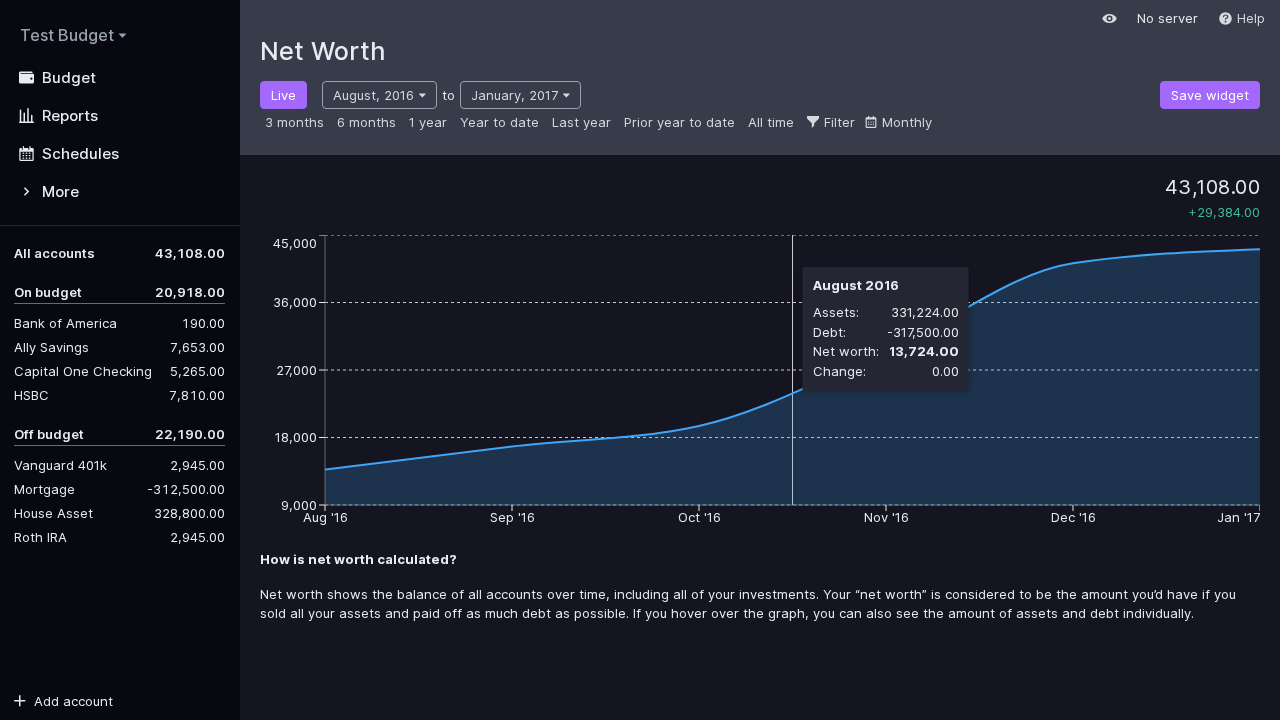 Test Budget
Budget
Reports
Schedules
More
All accounts 43,108.00
On budget 20,918.00
Bank of America 190.00
Ally Savings 7,653.00
Capital One Checking 5,265.00
HSBC 7,810.00
Off budget 22,190.00
Vanguard 401k 2,945.00
Mortgage -312,500.00
House Asset 328,800.00
Roth IRA 2,945.00
Add account
No server Help
Net Worth
Live August, 2016 to January, 2017 Save widget
3 months 6 months 1 year Year to date Last year Prior year to date All time Filter Monthly
43,108.00
+29,384.00
45,000
36,000
27,000
18,000
9,000
Aug '16 Sep '16 Oct '16 Nov '16 Dec '16 Jan '17
August 2016
Assets: 331,224.00
Debt: -317,500.00
Net worth: 13,724.00
Change: 0.00
How is net worth calculated?
Net worth shows the balance of all accounts over time, including all of your investments. Your “net worth” is considered to be the amount you’d have if you
sold all your assets and paid off as much debt as possible. If you hover over the graph, you can also see the amount of assets and debt individually.